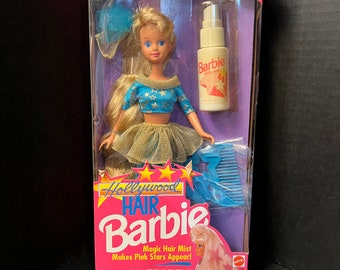 Barbie
Hollywood
HAIR
Barbie
Magic Hair Mist
Makes Pink Stars Appear!